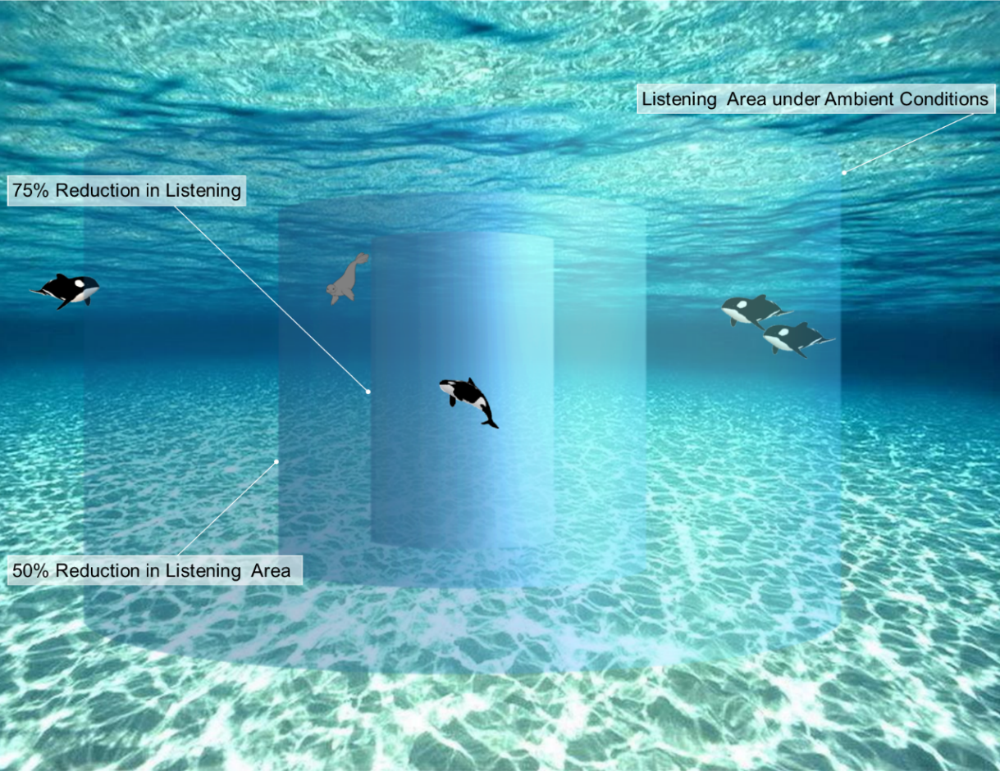 Listening Area under Ambient Conditions
75% Reduction in Listening
50% Reduction in Listening Area